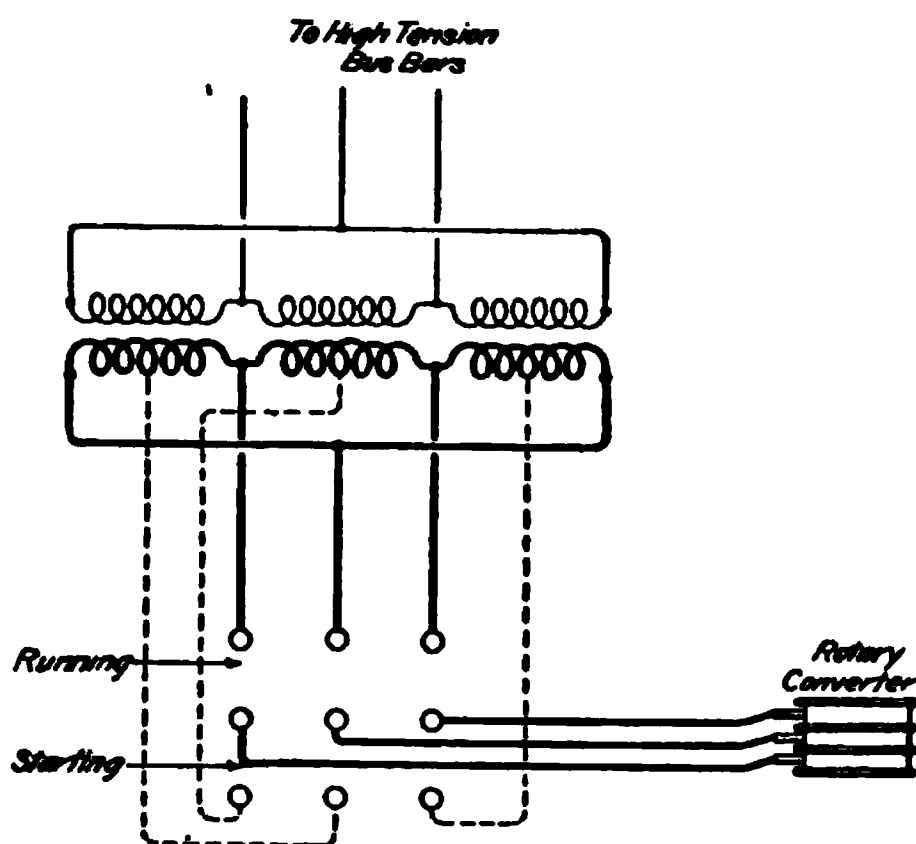 To High Tension
Bus Bars
Running
Rotary
Converter
Starting